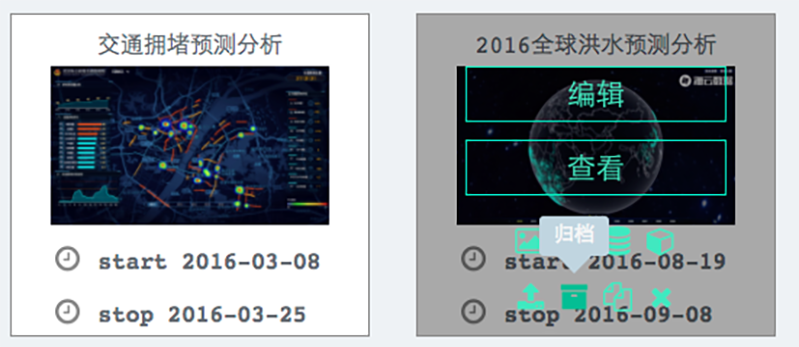 交通拥堵预测分析
start 2016-03-08
stop 2016-03-25
2016全球洪水预测分析
编辑
查看
归档
start 2016-08-19
stop 2016-09-08